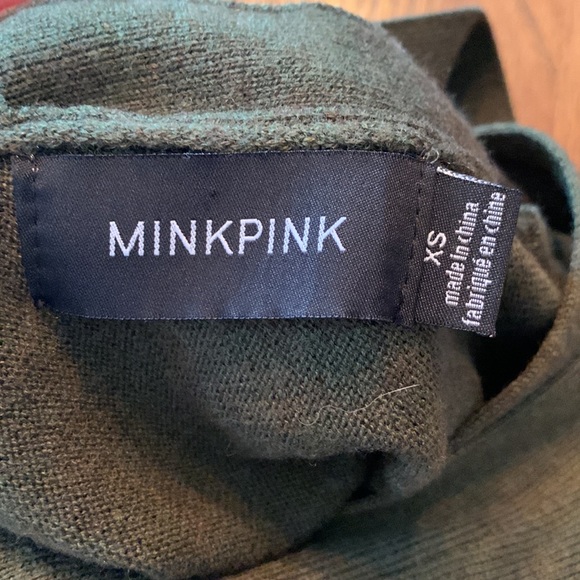 MINKPINK
XS
made in china
fabriqué en chine